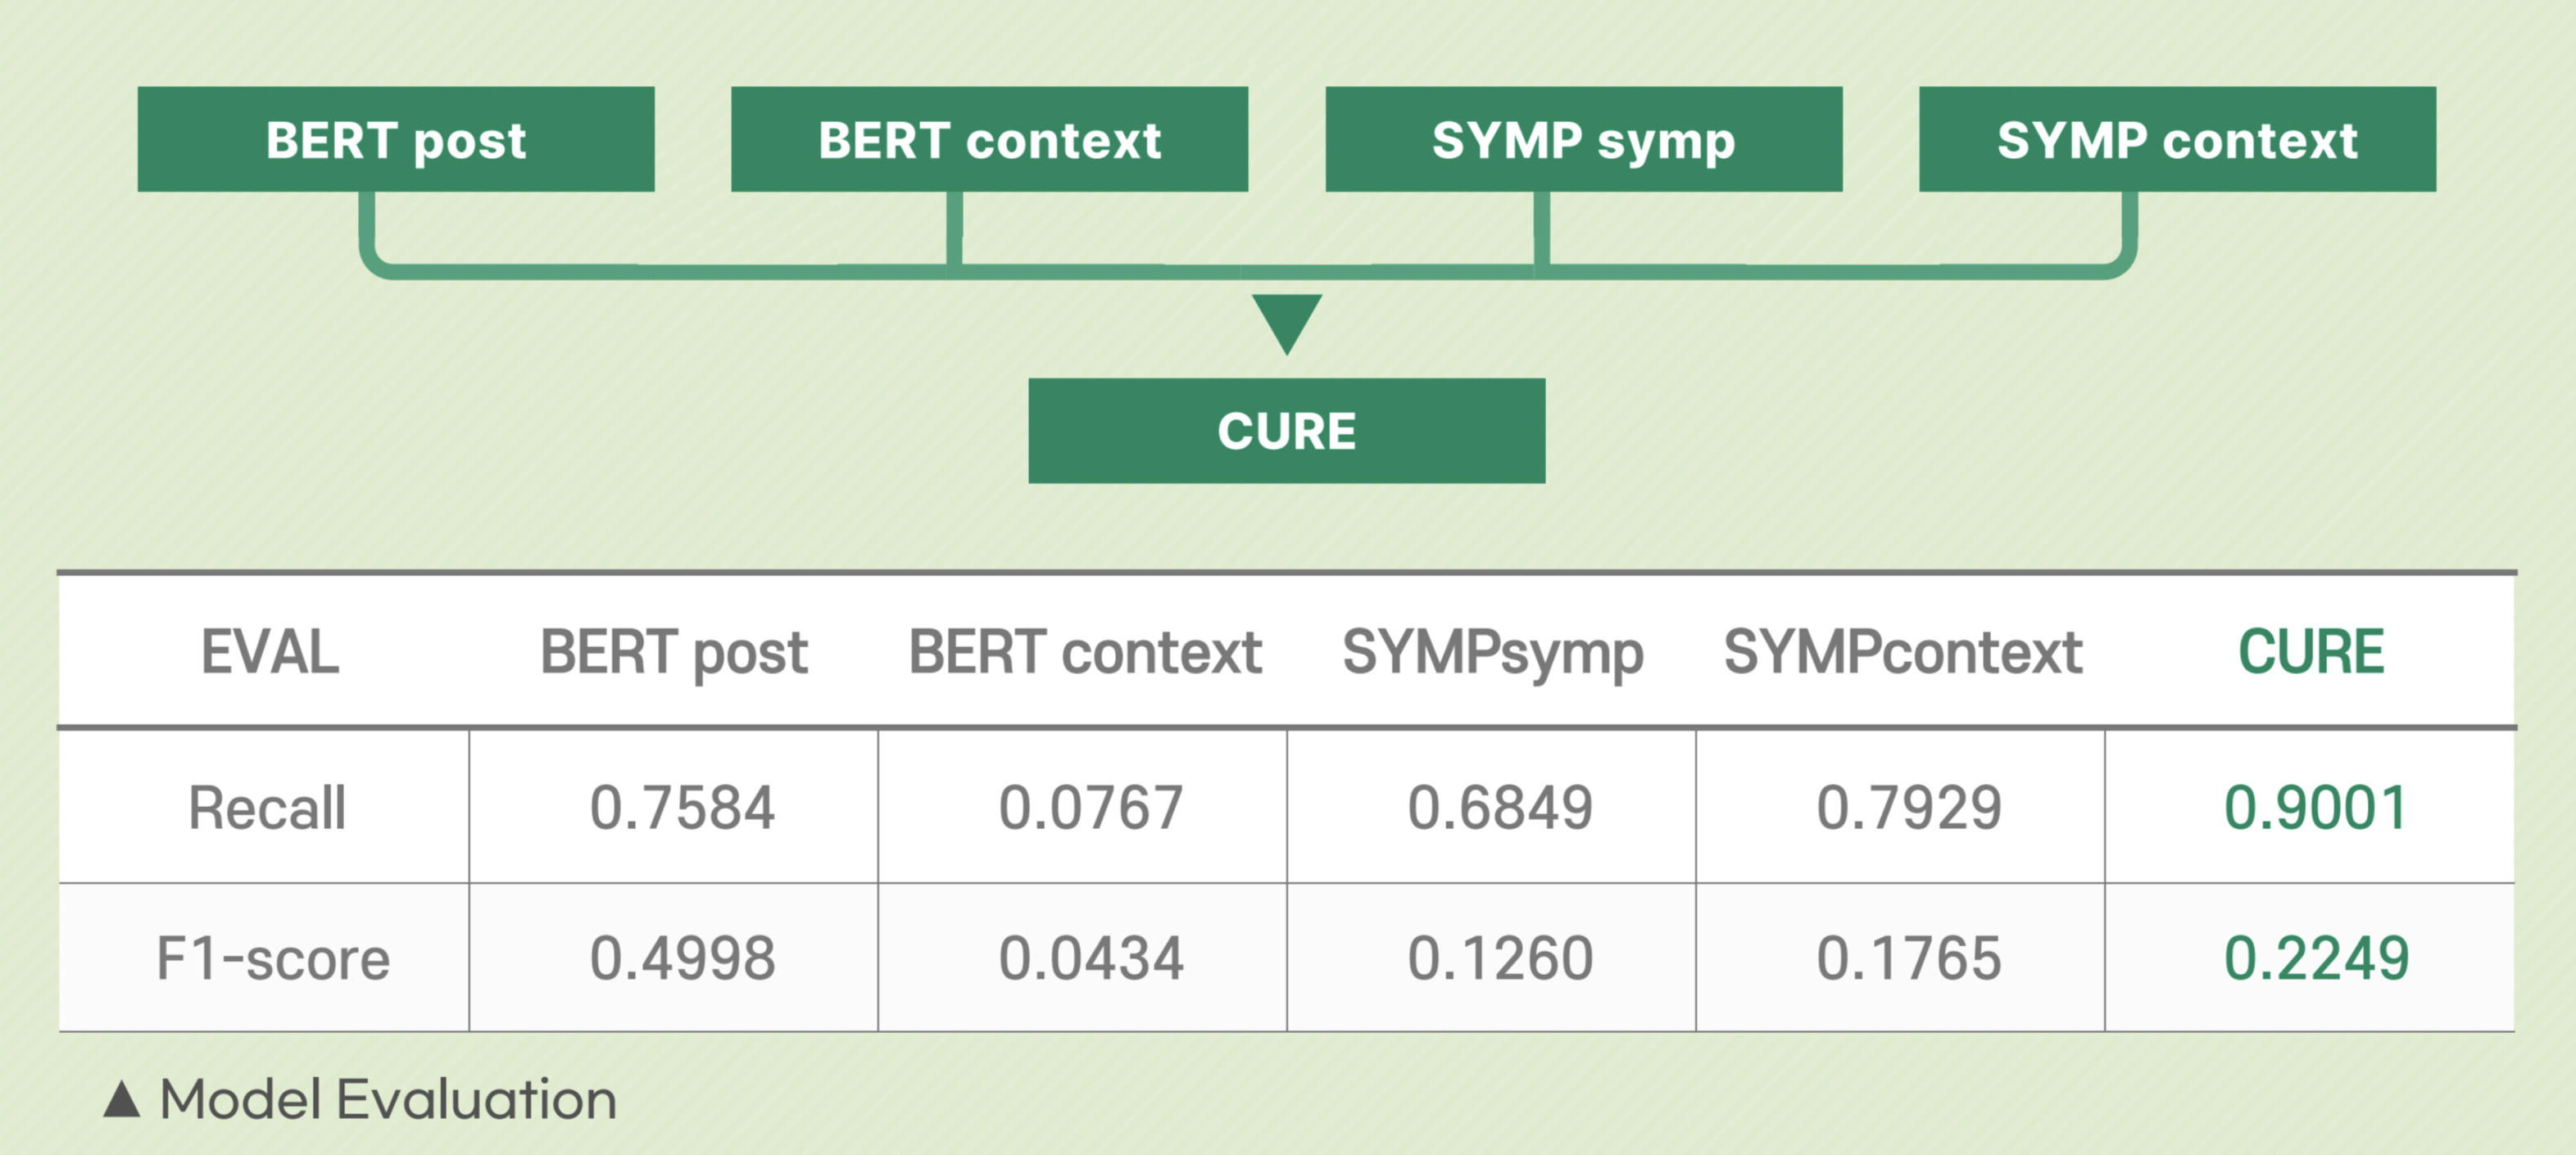 BERT post BERT context SYMP symp SYMP context
CURE
EVAL BERT post BERT context SYMPsymp SYMPcontext CURE
Recall 0.7584 0.0767 0.6849 0.7929 0.9001
F1-score 0.4998 0.0434 0.1260 0.1765 0.2249
▲ Model Evaluation